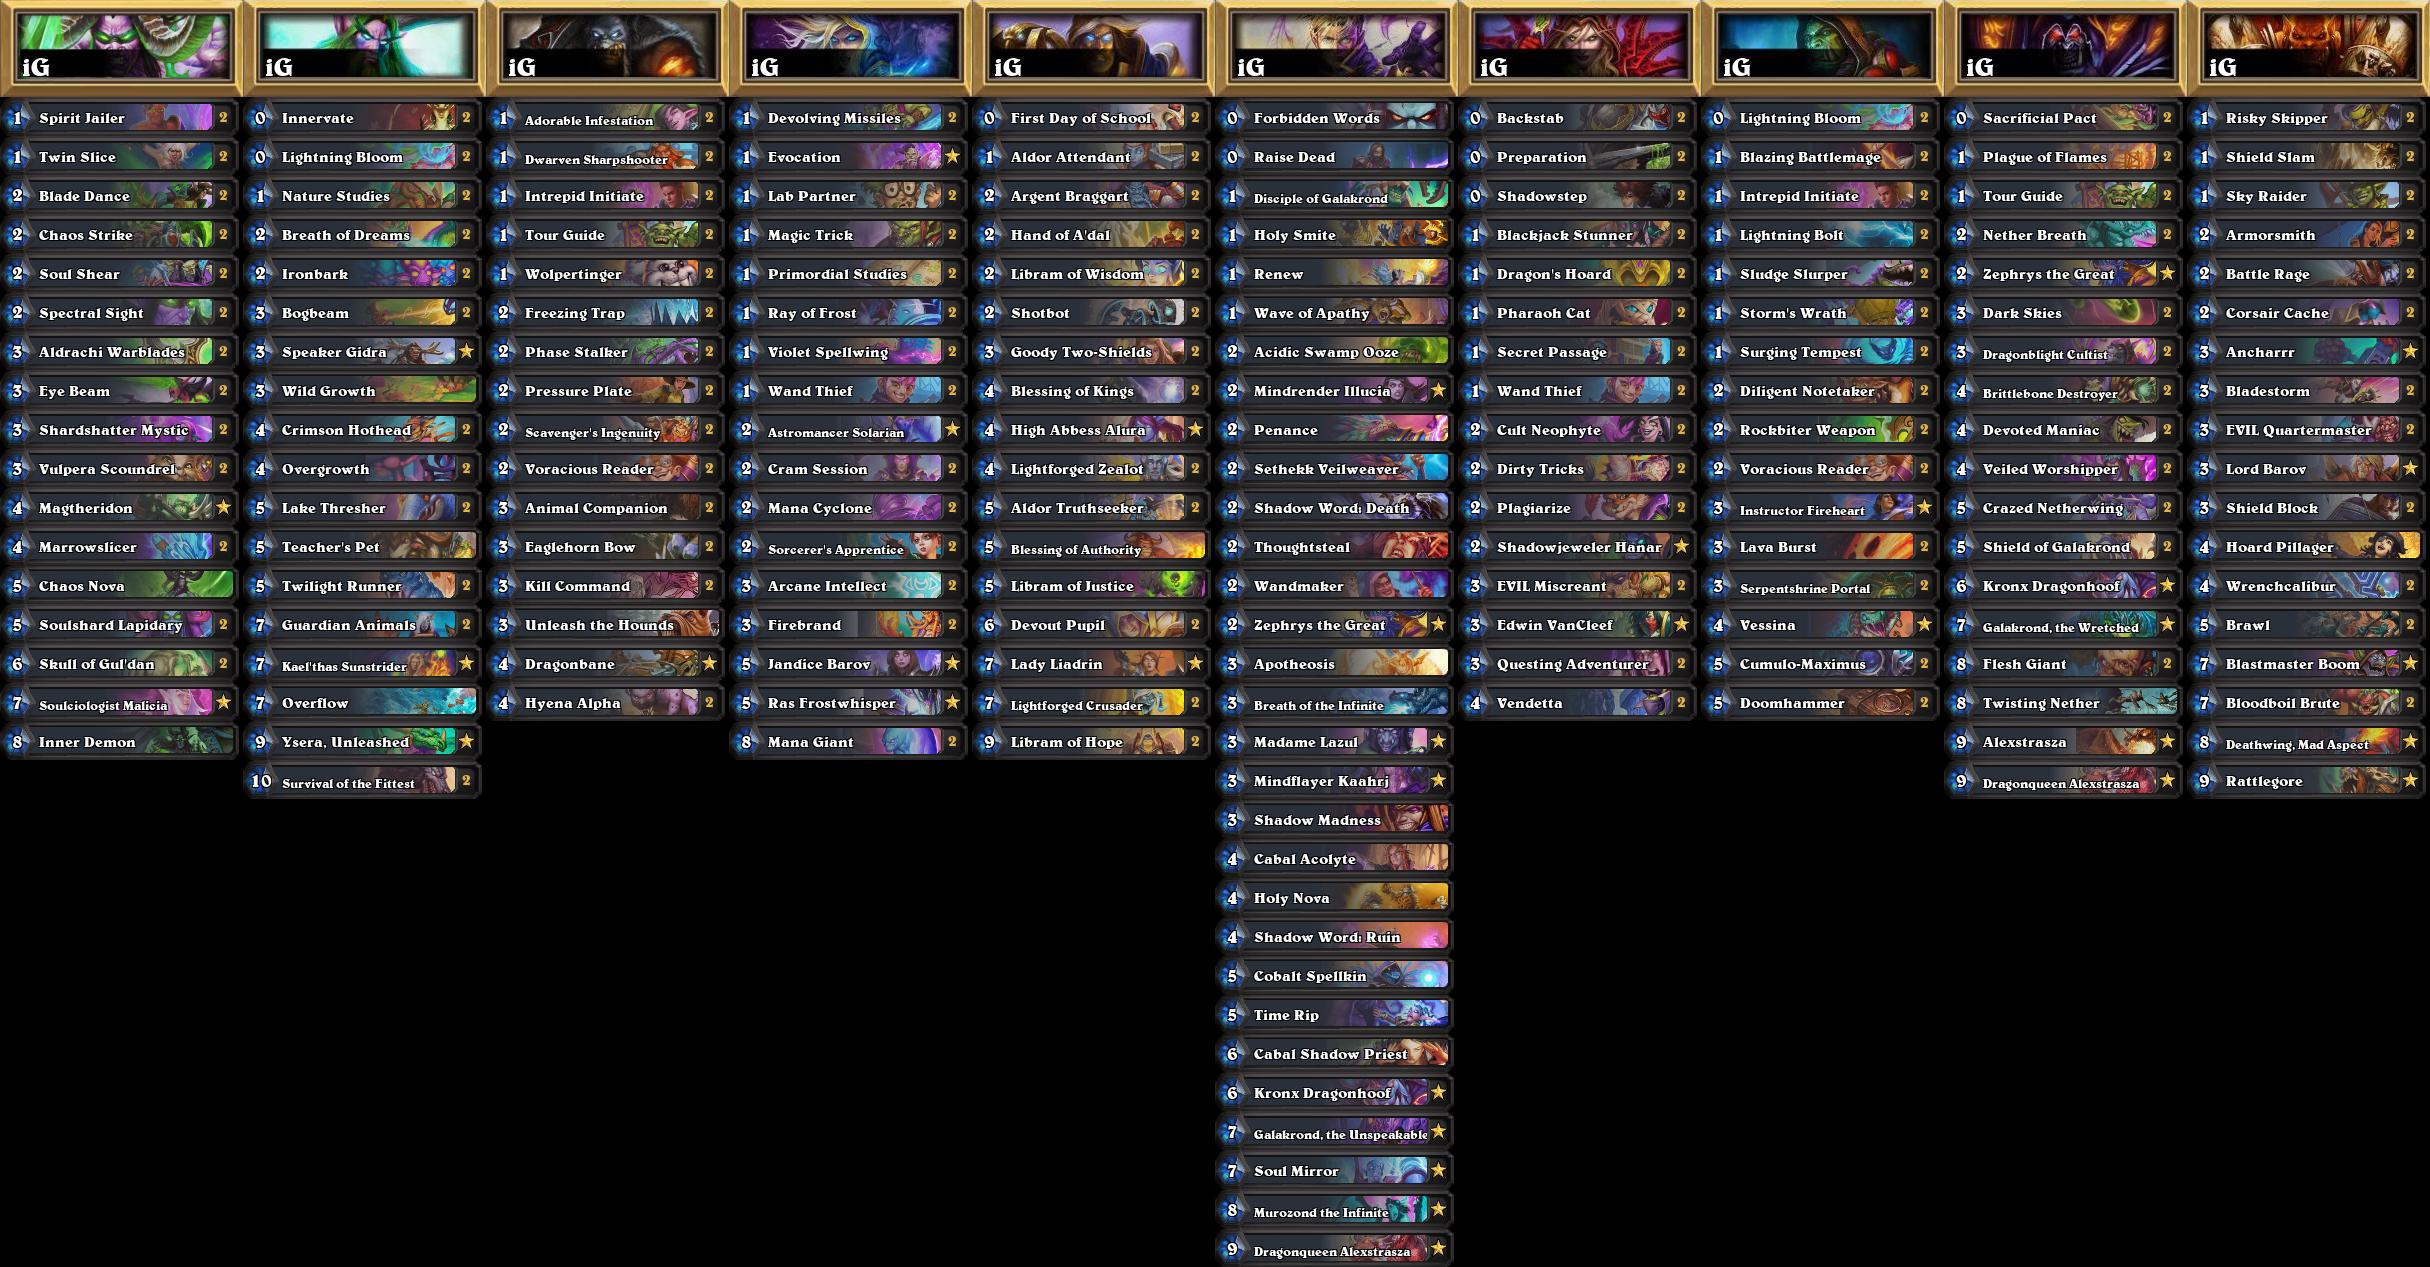 iG
1 Spirit Jailer 2
1 Twin Slice 2
2 Blade Dance 2
2 Chaos Strike 2
2 Soul Shear 2
2 Spectral Sight 2
3 Aldrachi Warblades 2
3 Eye Beam 2
3 Shardshatter Mystic 2
3 Vulpera Scoundrel 2
4 Magtheridon
4 Marrowslicer 2
5 Chaos Nova
5 Soulshard Lapidary 2
6 Skull of Gul'dan 2
7 Soulciologist Malicia
8 Inner Demon
iG
0 Innervate 2
0 Lightning Bloom 2
1 Nature Studies 2
2 Breath of Dreams 2
2 Ironbark 2
3 Bogbeam 2
3 Speaker Gidra
3 Wild Growth
4 Crimson Hothead 2
4 Overgrowth 2
5 Lake Thresher 2
5 Teacher's Pet
5 Twilight Runner 2
7 Guardian Animals 2
7 Kael'thas Sunstrider
7 Overflow
9 Ysera, Unleashed
10 Survival of the Fittest 2
iG
1 Adorable Infestation 2
1 Dwarven Sharpshooter 2
1 Intrepid Initiate 2
1 Tour Guide 2
1 Wolpertinger 2
2 Freezing Trap 2
2 Phase Stalker 2
2 Pressure Plate 2
2 Scavenger's Ingenuity 2
2 Voracious Reader 2
3 Animal Companion 2
3 Eaglehorn Bow 2
3 Kill Command 2
3 Unleash the Hounds
4 Dragonbane
4 Hyena Alpha 2
iG
1 Devolving Missiles 2
1 Evocation
1 Lab Partner 2
1 Magic Trick 2
1 Primordial Studies 2
1 Ray of Frost 2
1 Violet Spellwing 2
1 Wand Thief 2
2 Astromancer Solarian
2 Cram Session 2
2 Mana Cyclone 2
2 Sorcerer's Apprentice 2
3 Arcane Intellect 2
3 Firebrand 2
5 Jandice Barov
5 Ras Frostwhisper
8 Mana Giant 2
iG
0 First Day of School 2
1 Aldor Attendant 2
2 Argent Braggart 2
2 Hand of A'dal 2
2 Libram of Wisdom 2
2 Shotbot 2
3 Goody Two-Shields 2
4 Blessing of Kings 2
4 High Abbess Alura
4 Lightforged Zealot 2
5 Aldor Truthseeker 2
5 Blessing of Authority
5 Libram of Justice
6 Devout Pupil 2
7 Lady Liadrin
7 Lightforged Crusader 2
9 Libram of Hope 2
iG
0 Forbidden Words
0 Raise Dead
1 Disciple of Galakrond
1 Holy Smite
1 Renew
1 Wave of Apathy
2 Acidic Swamp Ooze
2 Mindrender Illucia
2 Penance
2 Sethekk Veilweaver
2 Shadow Word: Death
2 Thoughtsteal
2 Wandmaker
2 Zephrys the Great
3 Apotheosis
3 Breath of the Infinite
3 Madame Lazul
3 Mindflayer Kaahrj
3 Shadow Madness
4 Cabal Acolyte
4 Holy Nova
4 Shadow Word: Ruin
5 Cobalt Spellkin
5 Time Rip
6 Cabal Shadow Priest
6 Kronx Dragonhoof
7 Galakrond, the Unspeakable
7 Soul Mirror
8 Murozond the Infinite
9 Dragonqueen Alexstrasza
iG
0 Backstab 2
0 Preparation 2
0 Shadowstep 2
1 Blackjack Stunner 2
1 Dragon's Hoard 2
1 Pharaoh Cat 2
1 Secret Passage 2
1 Wand Thief 2
2 Cult Neophyte 2
2 Dirty Tricks 2
2 Plagiarize 2
2 Shadowjeweler Hanar
3 EVIL Miscreant 2
3 Edwin VanCleef
3 Questing Adventurer 2
4 Vendetta 2
iG
0 Lightning Bloom 2
1 Blazing Battlemage 2
1 Intrepid Initiate 2
1 Lightning Bolt 2
1 Sludge Slurper 2
1 Storm's Wrath 2
1 Surging Tempest 2
2 Diligent Notetaker 2
2 Rockbiter Weapon 2
2 Voracious Reader 2
3 Instructor Fireheart
3 Lava Burst 2
3 Serpentshrine Portal 2
4 Vessina
5 Cumulo-Maximus 2
5 Doomhammer 2
iG
0 Sacrificial Pact 2
1 Plague of Flames 2
1 Tour Guide 2
2 Nether Breath 2
2 Zephrys the Great
3 Dark Skies 2
3 Dragonblight Cultist 2
4 Brittlebone Destroyer 2
4 Devoted Maniac 2
4 Veiled Worshipper 2
5 Crazed Netherwing 2
5 Shield of Galakrond 2
6 Kronx Dragonhoof
7 Galakrond, the Wretched
8 Flesh Giant 2
8 Twisting Nether
9 Alexstrasza
9 Dragonqueen Alexstrasza
iG
1 Risky Skipper 2
1 Shield Slam 2
1 Sky Raider 2
2 Armorsmith 2
2 Battle Rage 2
2 Corsair Cache 2
3 Ancharrr
3 Bladestorm 2
3 EVIL Quartermaster 2
3 Lord Barov
3 Shield Block 2
4 Hoard Pillager
4 Wrenchcalibur 2
5 Brawl 2
7 Blastmaster Boom
7 Bloodboil Brute 2
8 Deathwing, Mad Aspect
9 Rattlegore